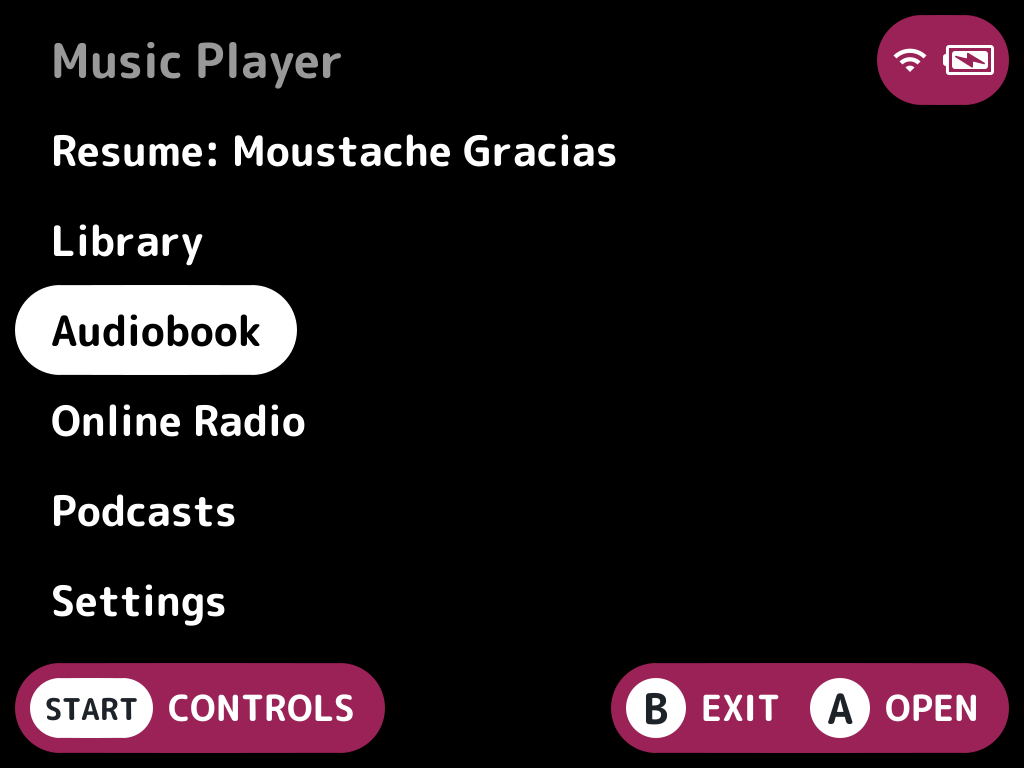 Music Player
Resume: Moustache Gracias
Library
Audiobook
Online Radio
Podcasts
Settings
START CONTROLS
B EXIT A OPEN